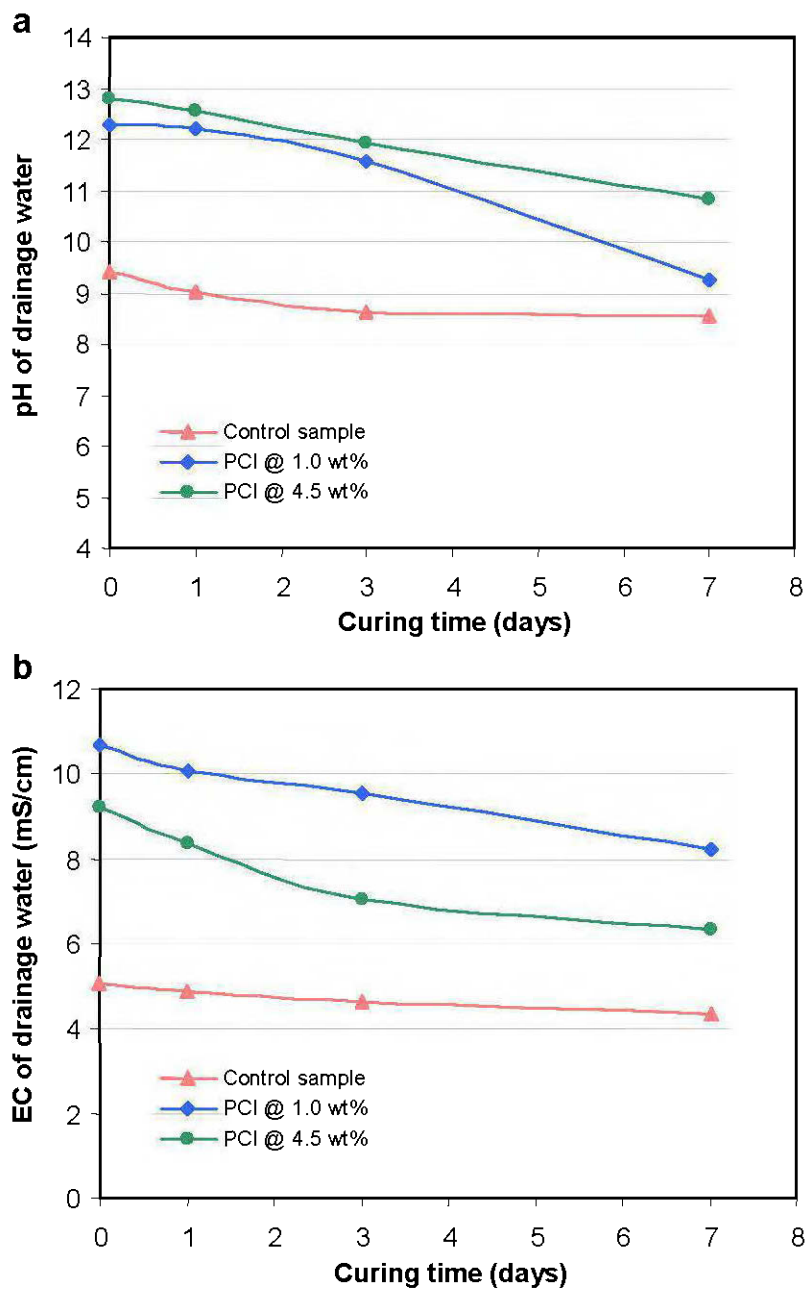 a
14
13
12
11
10
9
8
7
6
5
4
pH of drainage water
Control sample
PCI @ 1.0 wt%
PCI @ 4.5 wt%
0 1 2 3 4 5 6 7 8
Curing time (days)
b
12
10
8
6
4
2
0
EC of drainage water (mS/cm)
Control sample
PCI @ 1.0 wt%
PCI @ 4.5 wt%
0 1 2 3 4 5 6 7 8
Curing time (days)